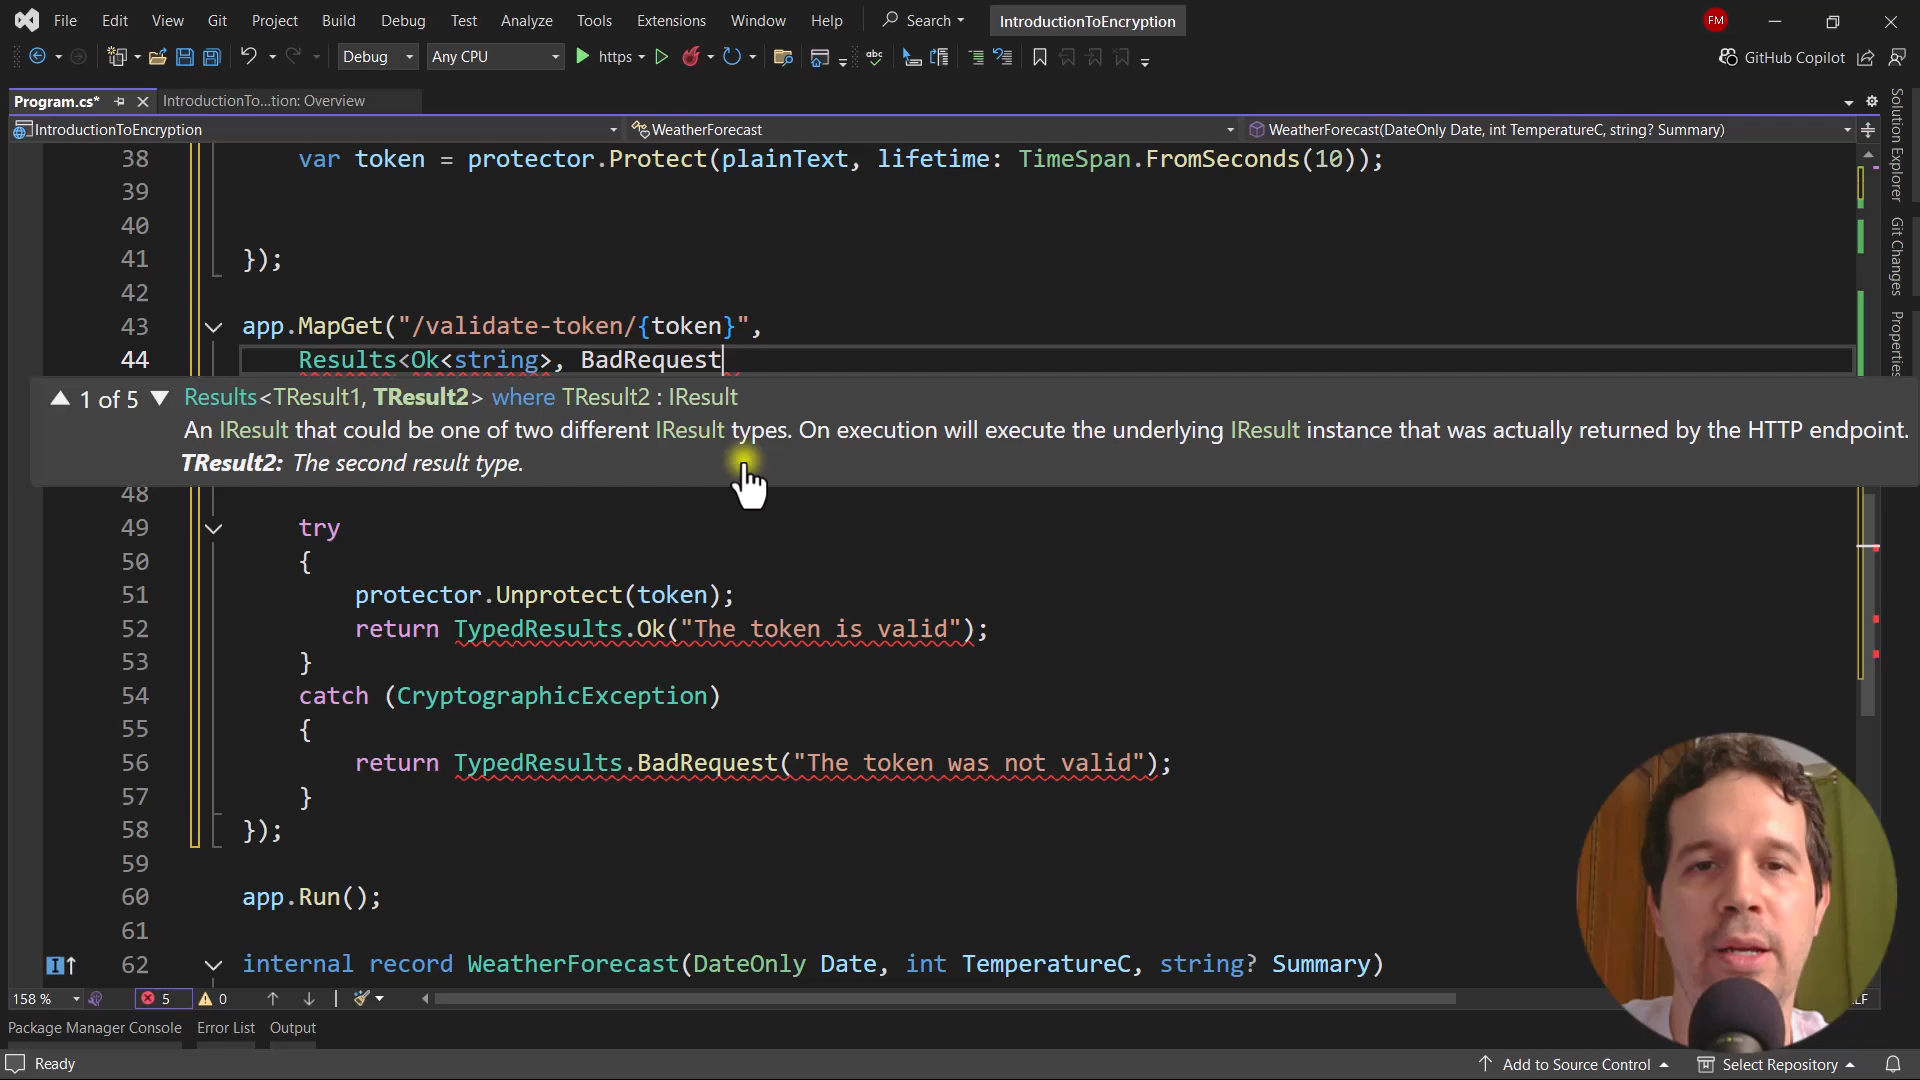 File Edit View Git Project Build Debug Test Analyze Tools Extensions Window Help Search IntroductionToEncryption FM
Debug Any CPU https GitHub Copilot
Program.cs* IntroductionTo...tion: Overview
IntroductionToEncryption WeatherForecast WeatherForecast(DateOnly Date, int TemperatureC, string? Summary)
38 var token = protector.Protect(plainText, lifetime: TimeSpan.FromSeconds(10));
39
40
41 });
42
43 app.MapGet("/validate-token/{token}",
44 Results<Ok<string>, BadRequest
1 of 5 Results<TResult1, TResult2> where TResult2 : IResult
An IResult that could be one of two different IResult types. On execution will execute the underlying IResult instance that was actually returned by the HTTP endpoint.
TResult2: The second result type.
48
49 try
50 {
51 protector.Unprotect(token);
52 return TypedResults.Ok("The token is valid");
53 }
54 catch (CryptographicException)
55 {
56 return TypedResults.BadRequest("The token was not valid");
57 }
58 });
59
60 app.Run();
61
62 internal record WeatherForecast(DateOnly Date, int TemperatureC, string? Summary)
158 % 5 0 LF
Package Manager Console Error List Output
Ready Add to Source Control Select Repository
Solution Explorer
Git Changes
Properties